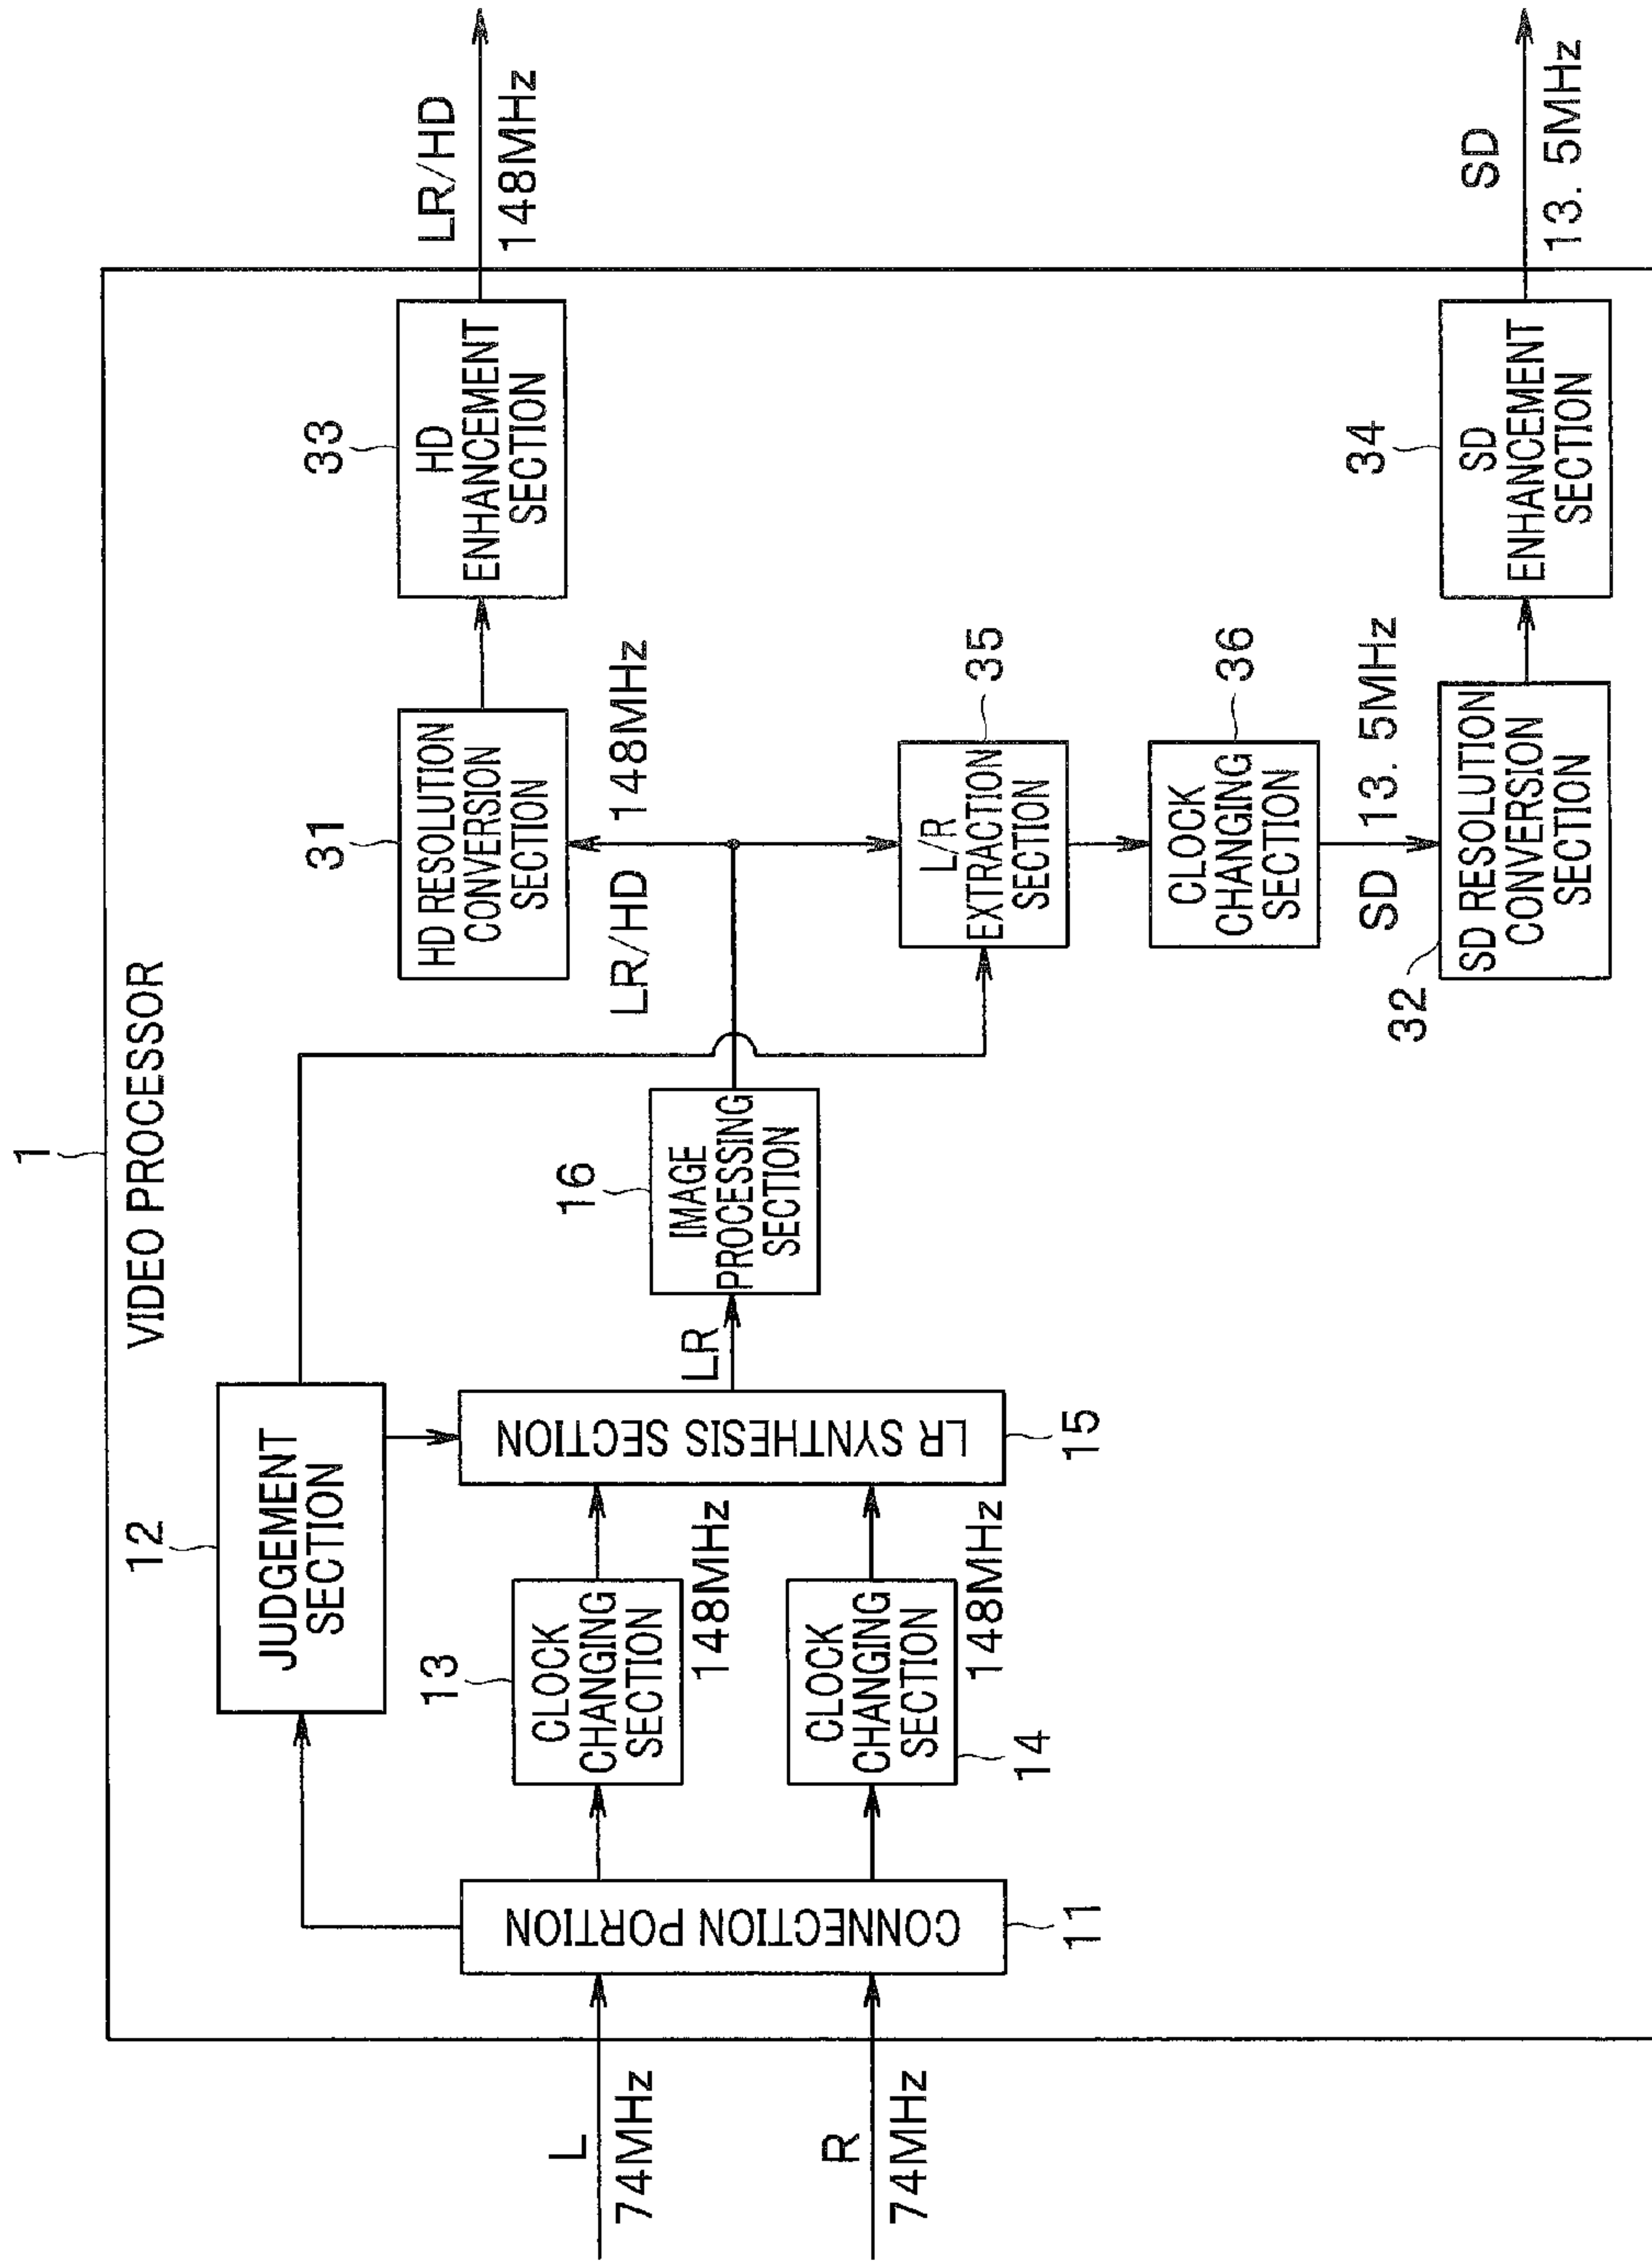 1
VIDEO PROCESSOR
12
JUDGEMENT
SECTION
L
74MHz
R
74MHz
CONNECTION PORTION
11
13
CLOCK
CHANGING
SECTION
148MHz
CLOCK
CHANGING
SECTION
14
148MHz
LR SYNTHESIS SECTION
15
LR
16
IMAGE
PROCESSING
SECTION
LR/HD
148MHz
31
HD RESOLUTION
CONVERSION
SECTION
33
HD
ENHANCEMENT
SECTION
LR/HD
148MHz
L/R
EXTRACTION
SECTION
35
CLOCK
CHANGING
SECTION
36
SD
13. 5MHz
32
SD RESOLUTION
CONVERSION
SECTION
34
SD
ENHANCEMENT
SECTION
SD
13. 5MHz